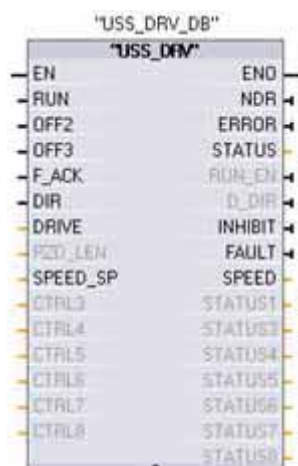 "USS_DRV_DB"
"USS_DRV"
EN ENO
RUN NDR
OFF2 ERROR
OFF3 STATUS
F_ACK RUN_EN
DIR D_DIR
DRIVE INHIBIT
PZD_LEN FAULT
SPEED_SP SPEED
CTRL3 STATUS1
CTRL4 STATUS3
CTRL5 STATUS4
CTRL6 STATUS5
CTRL7 STATUS6
CTRL8 STATUS7
STATUS8